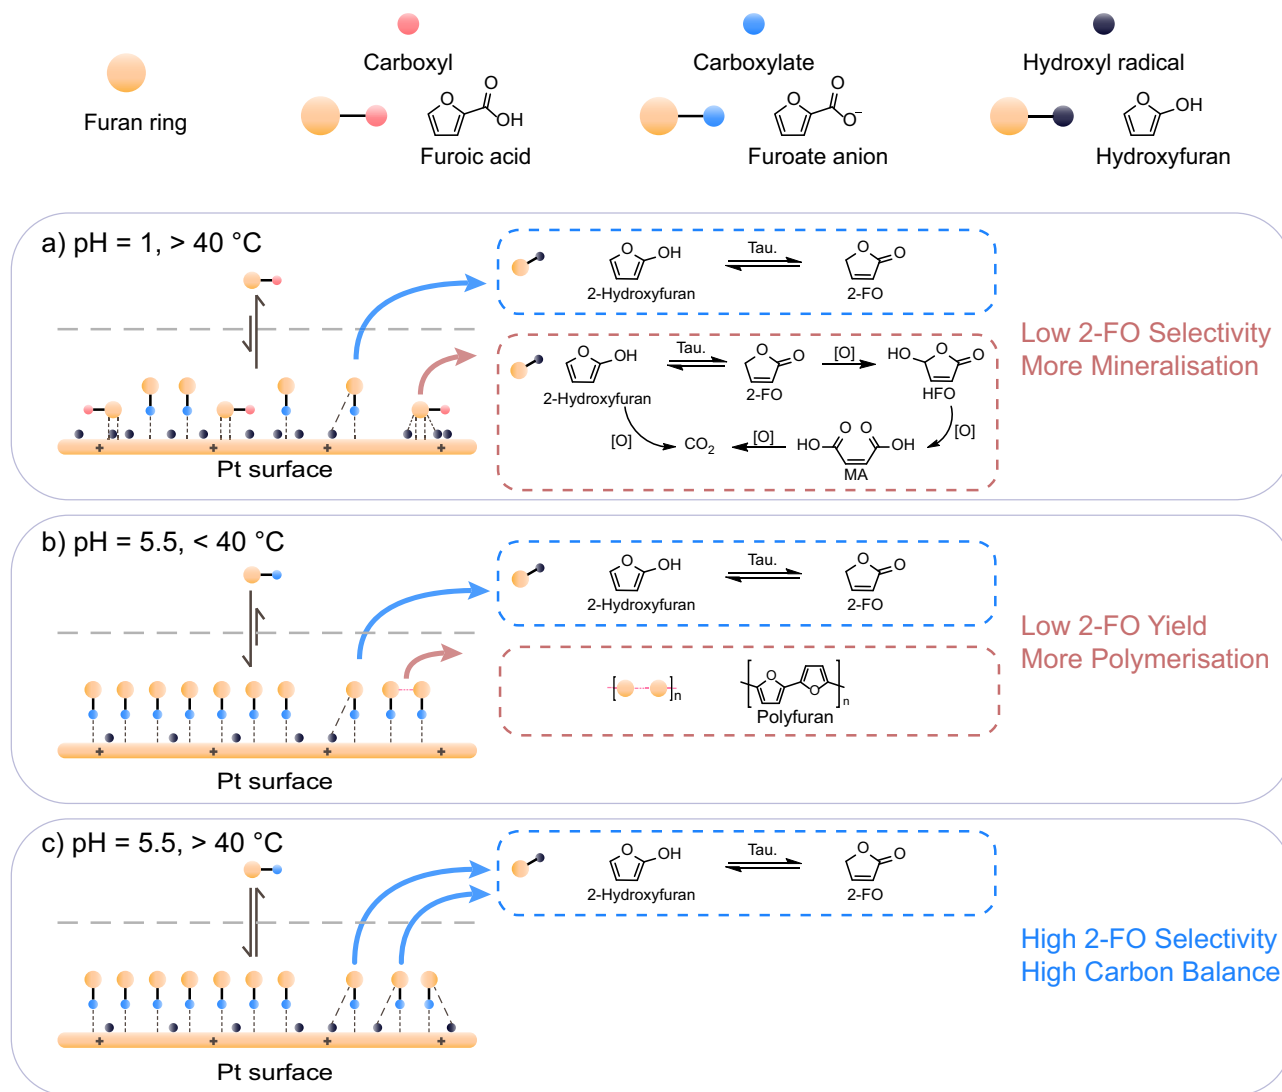 Furan ring
Carboxyl
O
O
OH
Furoic acid
Carboxylate
O
O
O−
Furoate anion
Hydroxyl radical
O
OH
Hydroxyfuran
a) pH = 1, > 40 °C
+ + + +
Pt surface
O
OH
2-Hydroxyfuran
Tau.
O
O
2-FO
O
OH
2-Hydroxyfuran
Tau.
O
O
2-FO
[O]
HO
O
O
HFO
[O]
CO2
[O]
O
O
HO
OH
MA
[O]
Low 2-FO Selectivity
More Mineralisation
b) pH = 5.5, < 40 °C
+ + + +
Pt surface
O
OH
2-Hydroxyfuran
Tau.
O
O
2-FO
[ ]n
O
O
n
Polyfuran
Low 2-FO Yield
More Polymerisation
c) pH = 5.5, > 40 °C
+ + + +
Pt surface
O
OH
2-Hydroxyfuran
Tau.
O
O
2-FO
High 2-FO Selectivity
High Carbon Balance